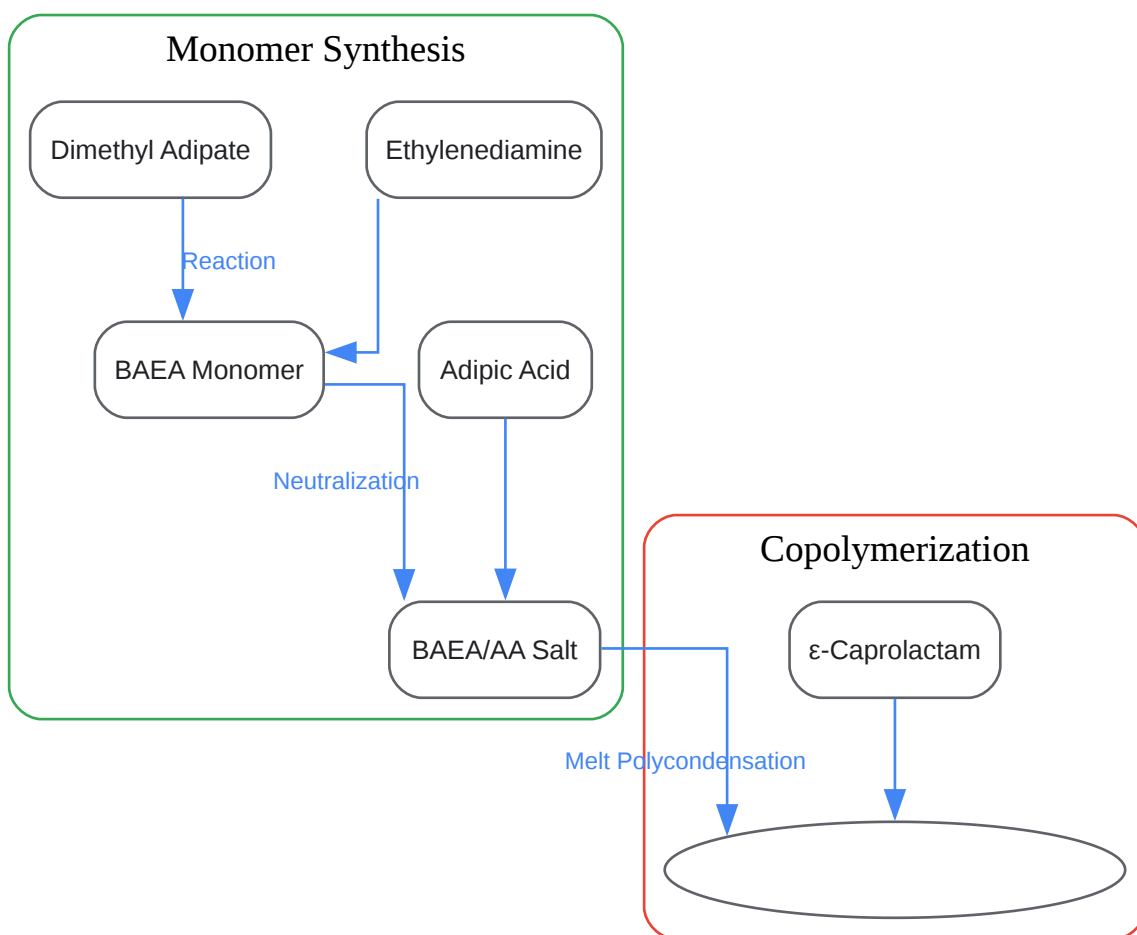 Monomer Synthesis
Dimethyl Adipate
Ethylenediamine
Reaction
BAEA Monomer
Adipic Acid
Neutralization
Copolymerization
BAEA/AA Salt
ε-Caprolactam
Melt Polycondensation